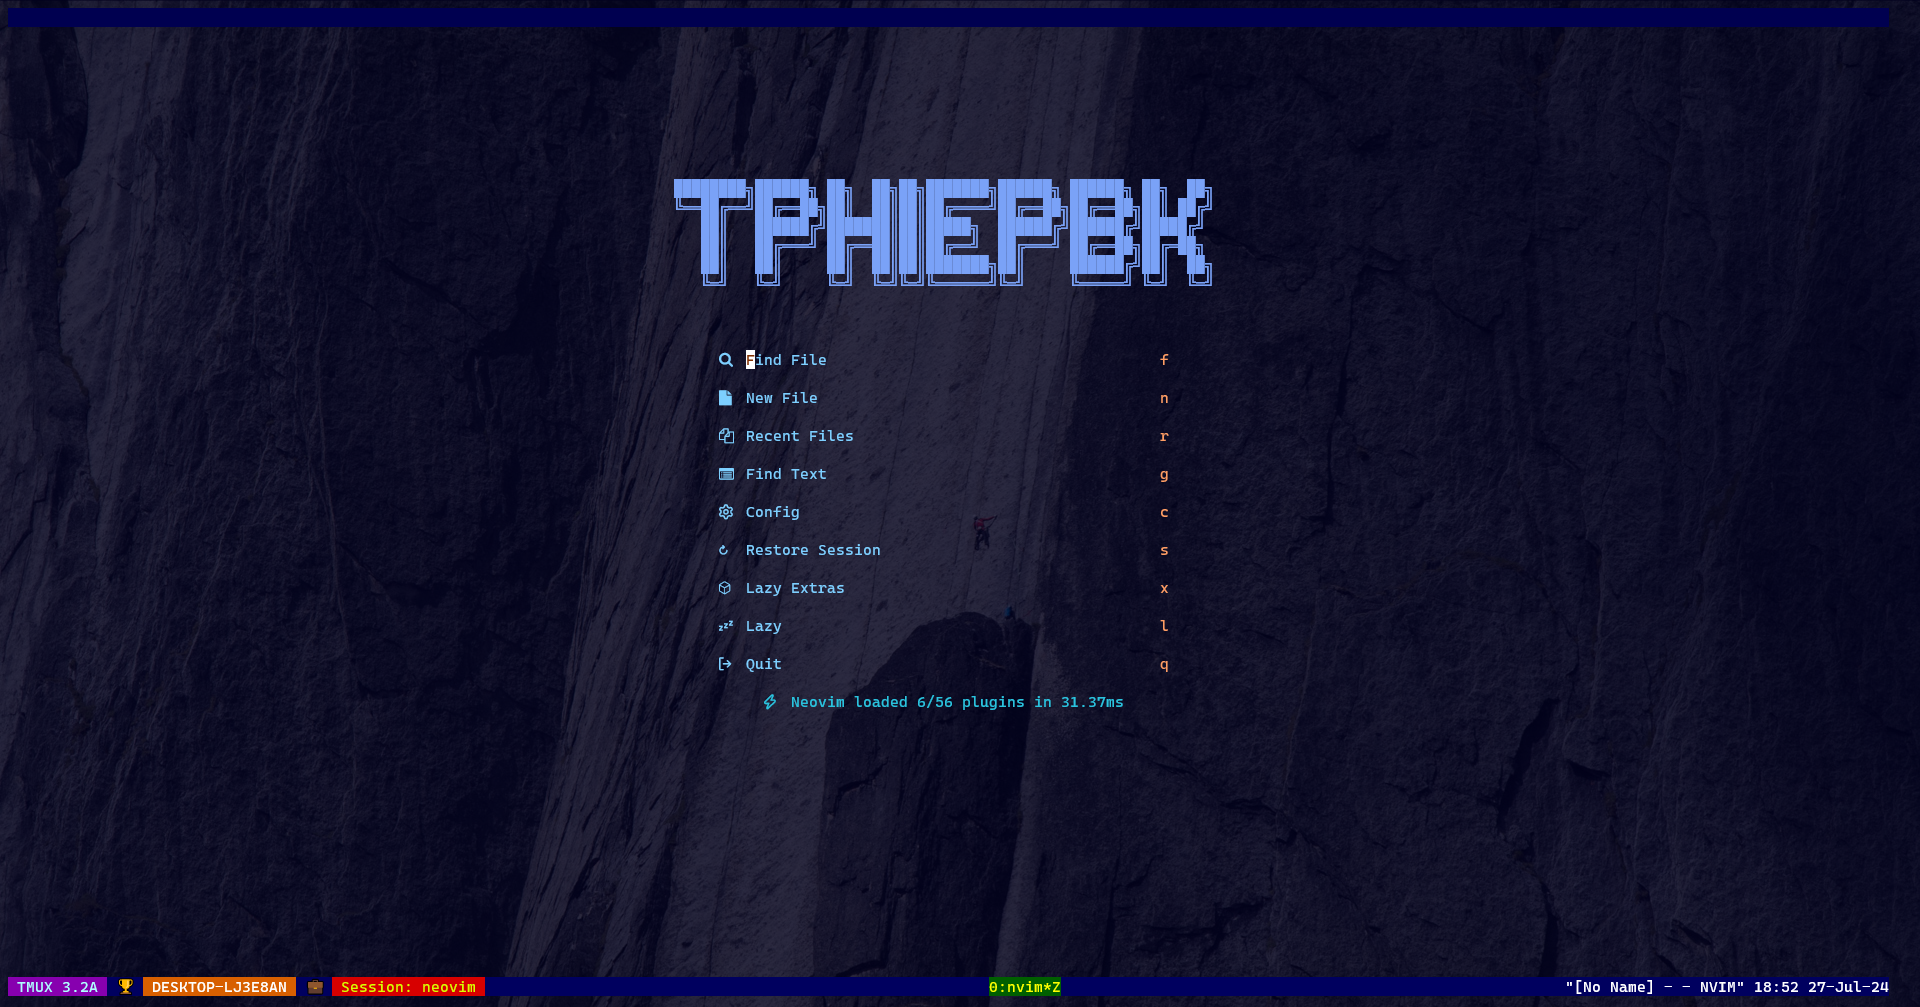 TPHIEPBK
Find File f
New File n
Recent Files r
Find Text g
Config c
Restore Session s
Lazy Extras x
Lazy l
Quit q
Neovim loaded 6/56 plugins in 31.37ms
TMUX 3.2A DESKTOP-LJ3E8AN Session: neovim 0:nvim*Z "[No Name] - - NVIM" 18:52 27-Jul-24